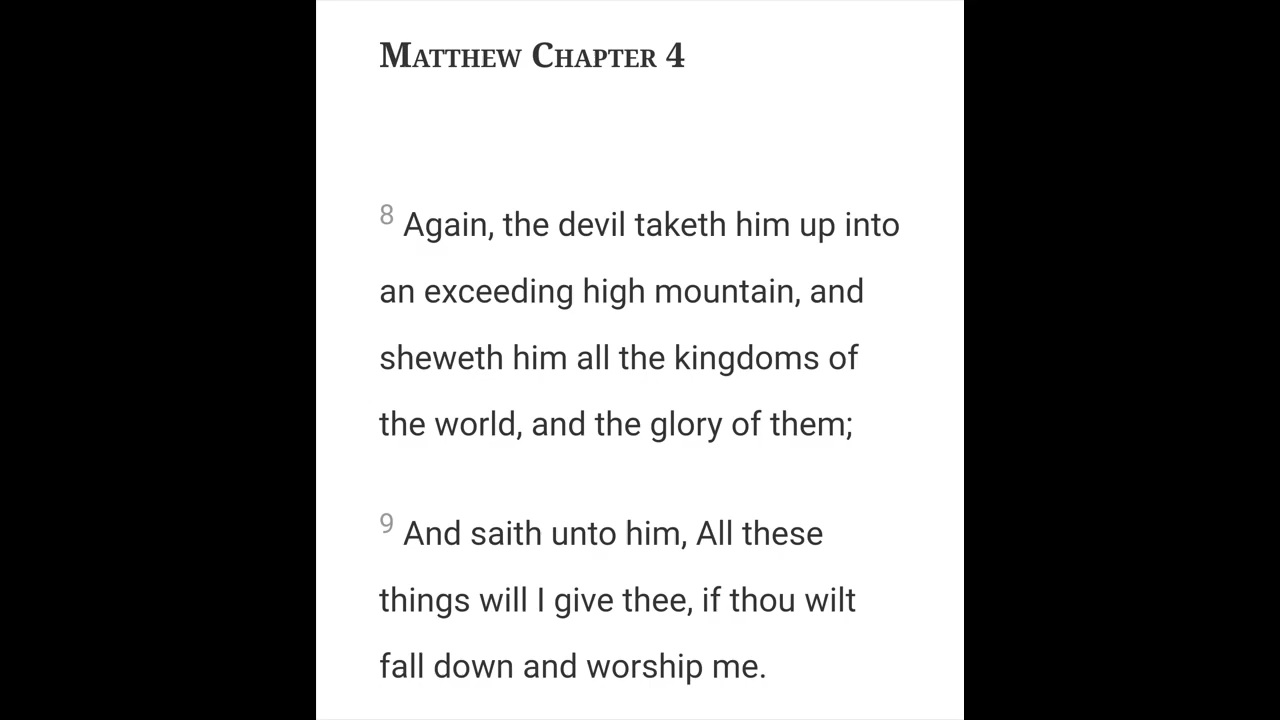 Matthew Chapter 4
8 Again, the devil taketh him up into
an exceeding high mountain, and
sheweth him all the kingdoms of
the world, and the glory of them;
9 And saith unto him, All these
things will I give thee, if thou wilt
fall down and worship me.